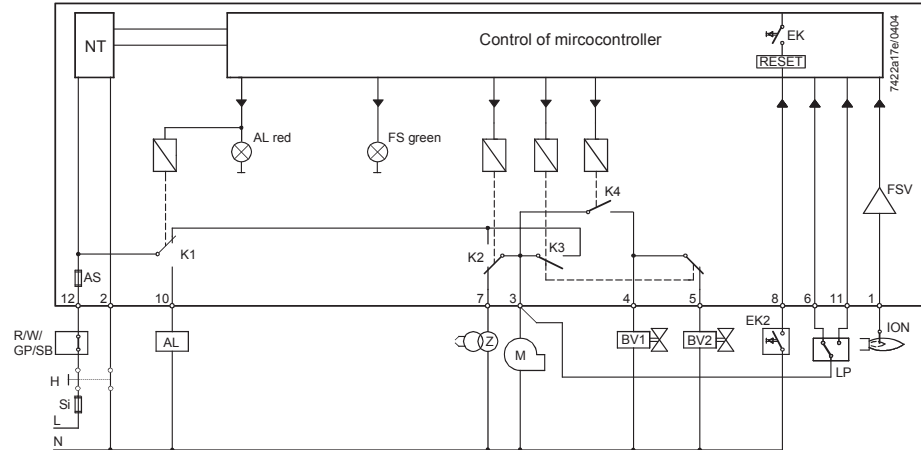 NT
Control of mircocontroller
EK
RESET
7422a17e/0404
AL red
FS green
FSV
K4
K1
K2
K3
AS
12
2
10
7
3
4
5
8
6
11
1
R/W/
GP/SB
AL
Z
M
BV1
BV2
EK2
LP
ION
H
Si
L
N